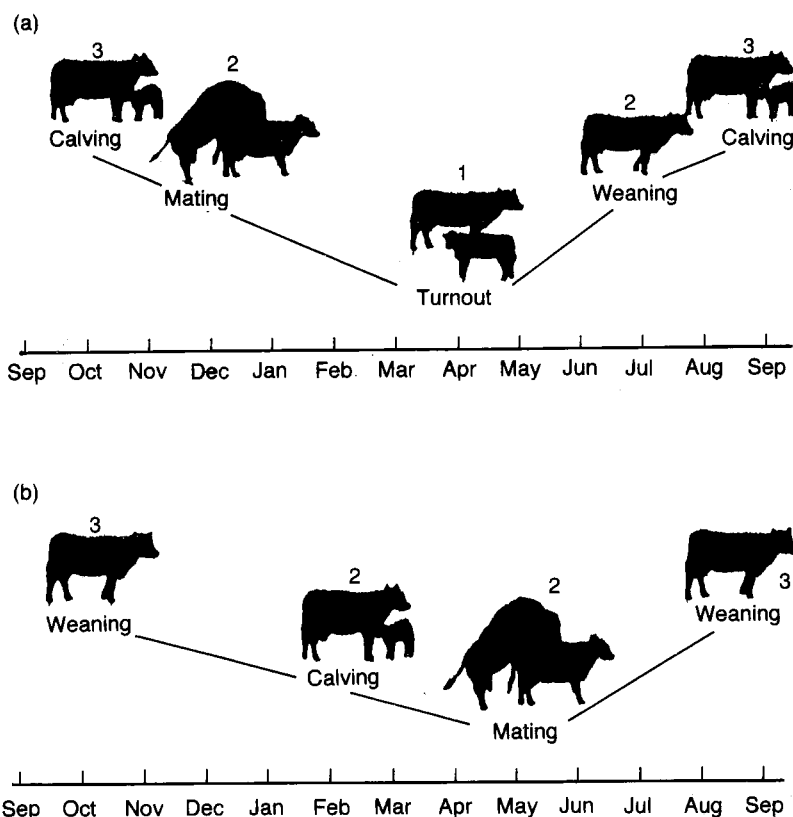 (a)
3
2
3
2
Calving
Calving
1
Weaning
Mating
Turnout
Sep Oct Nov Dec Jan Feb Mar Apr May Jun Jul Aug Sep
(b)
3
3
2
2
Weaning
Weaning
Calving
Mating
Sep Oct Nov Dec Jan Feb Mar Apr May Jun Jul Aug Sep